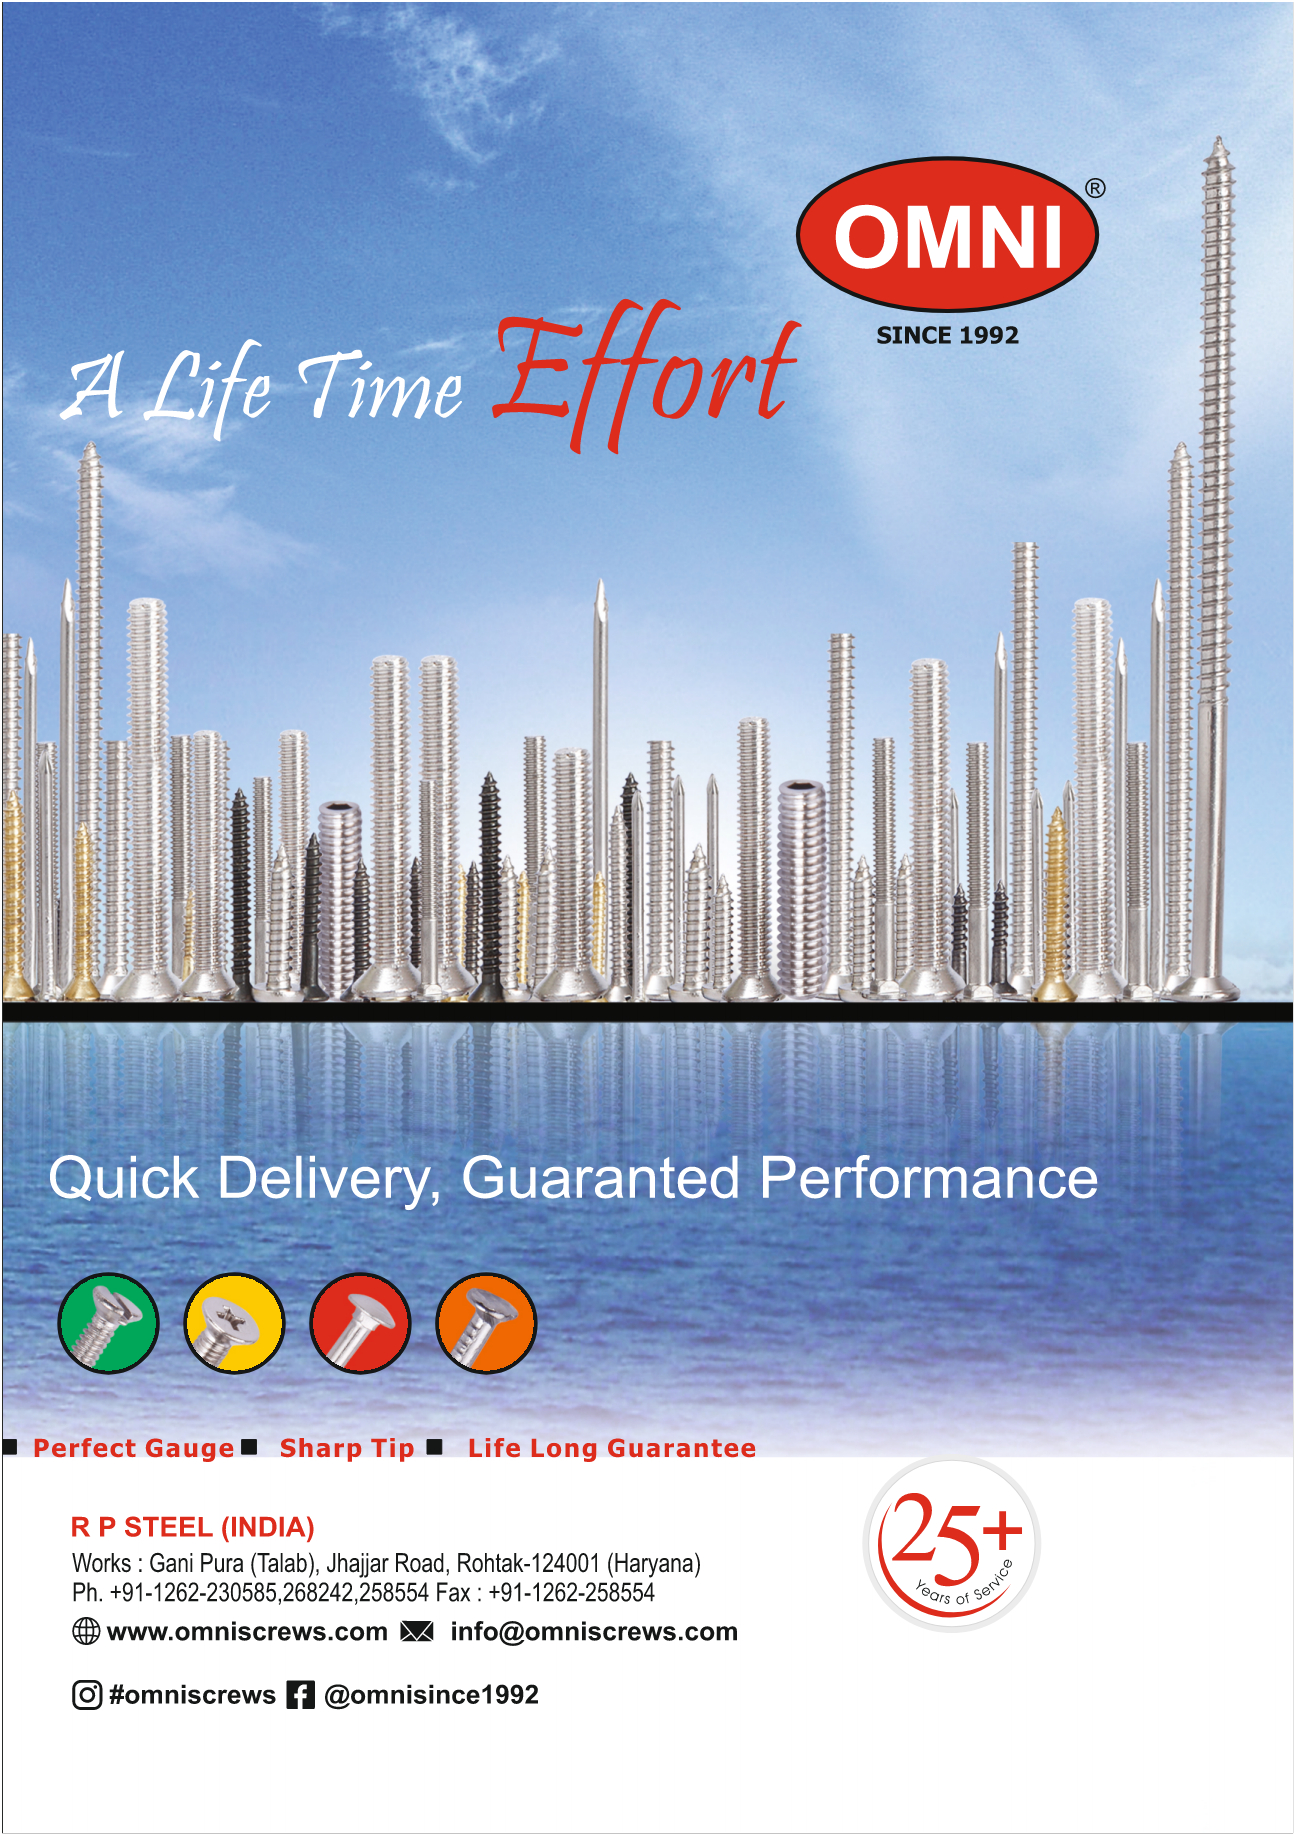 OMNI ®
SINCE 1992
A Life Time Effort
Quick Delivery, Guaranted Performance
Perfect Gauge Sharp Tip Life Long Guarantee
R P STEEL (INDIA)
Works : Gani Pura (Talab), Jhajjar Road, Rohtak-124001 (Haryana)
Ph. +91-1262-230585,268242,258554 Fax : +91-1262-258554
www.omniscrews.com info@omniscrews.com
#omniscrews @omnisince1992
25+
Years of Service